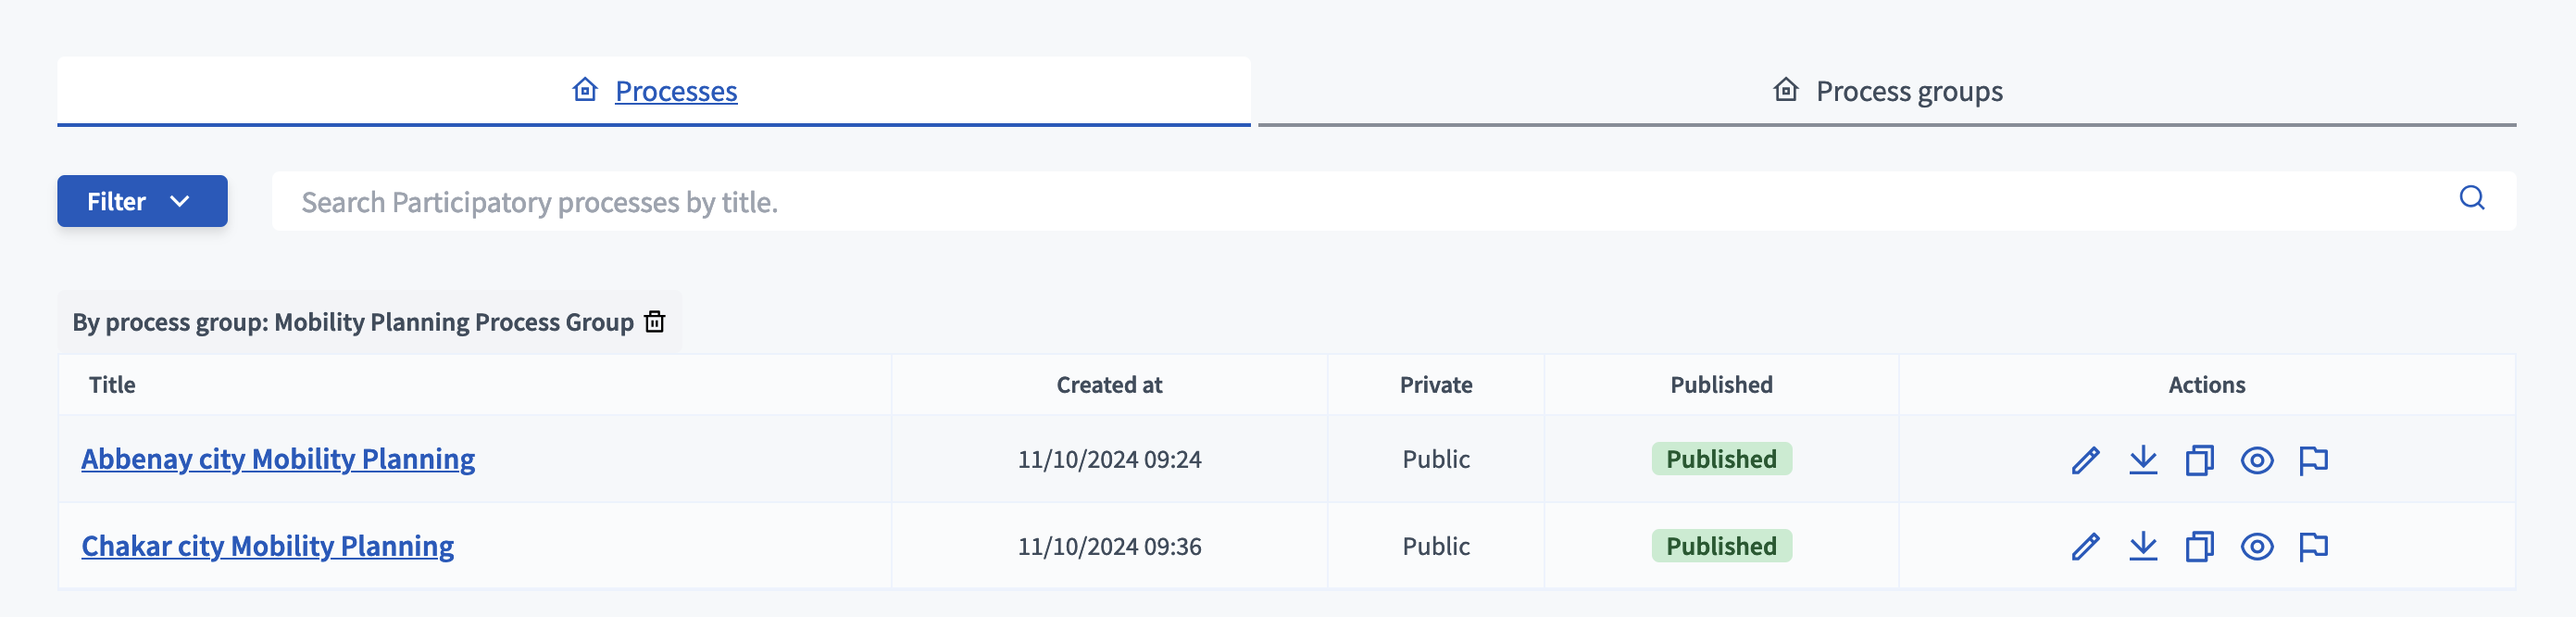 Processes Process groups
Filter Search Participatory processes by title.
By process group: Mobility Planning Process Group
Title Created at Private Published Actions
Abbenay city Mobility Planning 11/10/2024 09:24 Public Published
Chakar city Mobility Planning 11/10/2024 09:36 Public Published